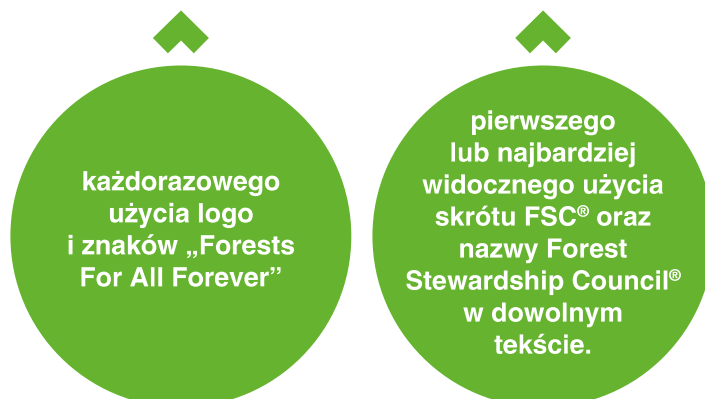 każdorazowego
użycia logo
i znaków „Forests
For All Forever”
pierwszego
lub najbardziej
widocznego użycia
skrótu FSC® oraz
nazwy Forest
Stewardship Council®
w dowolnym
tekście.